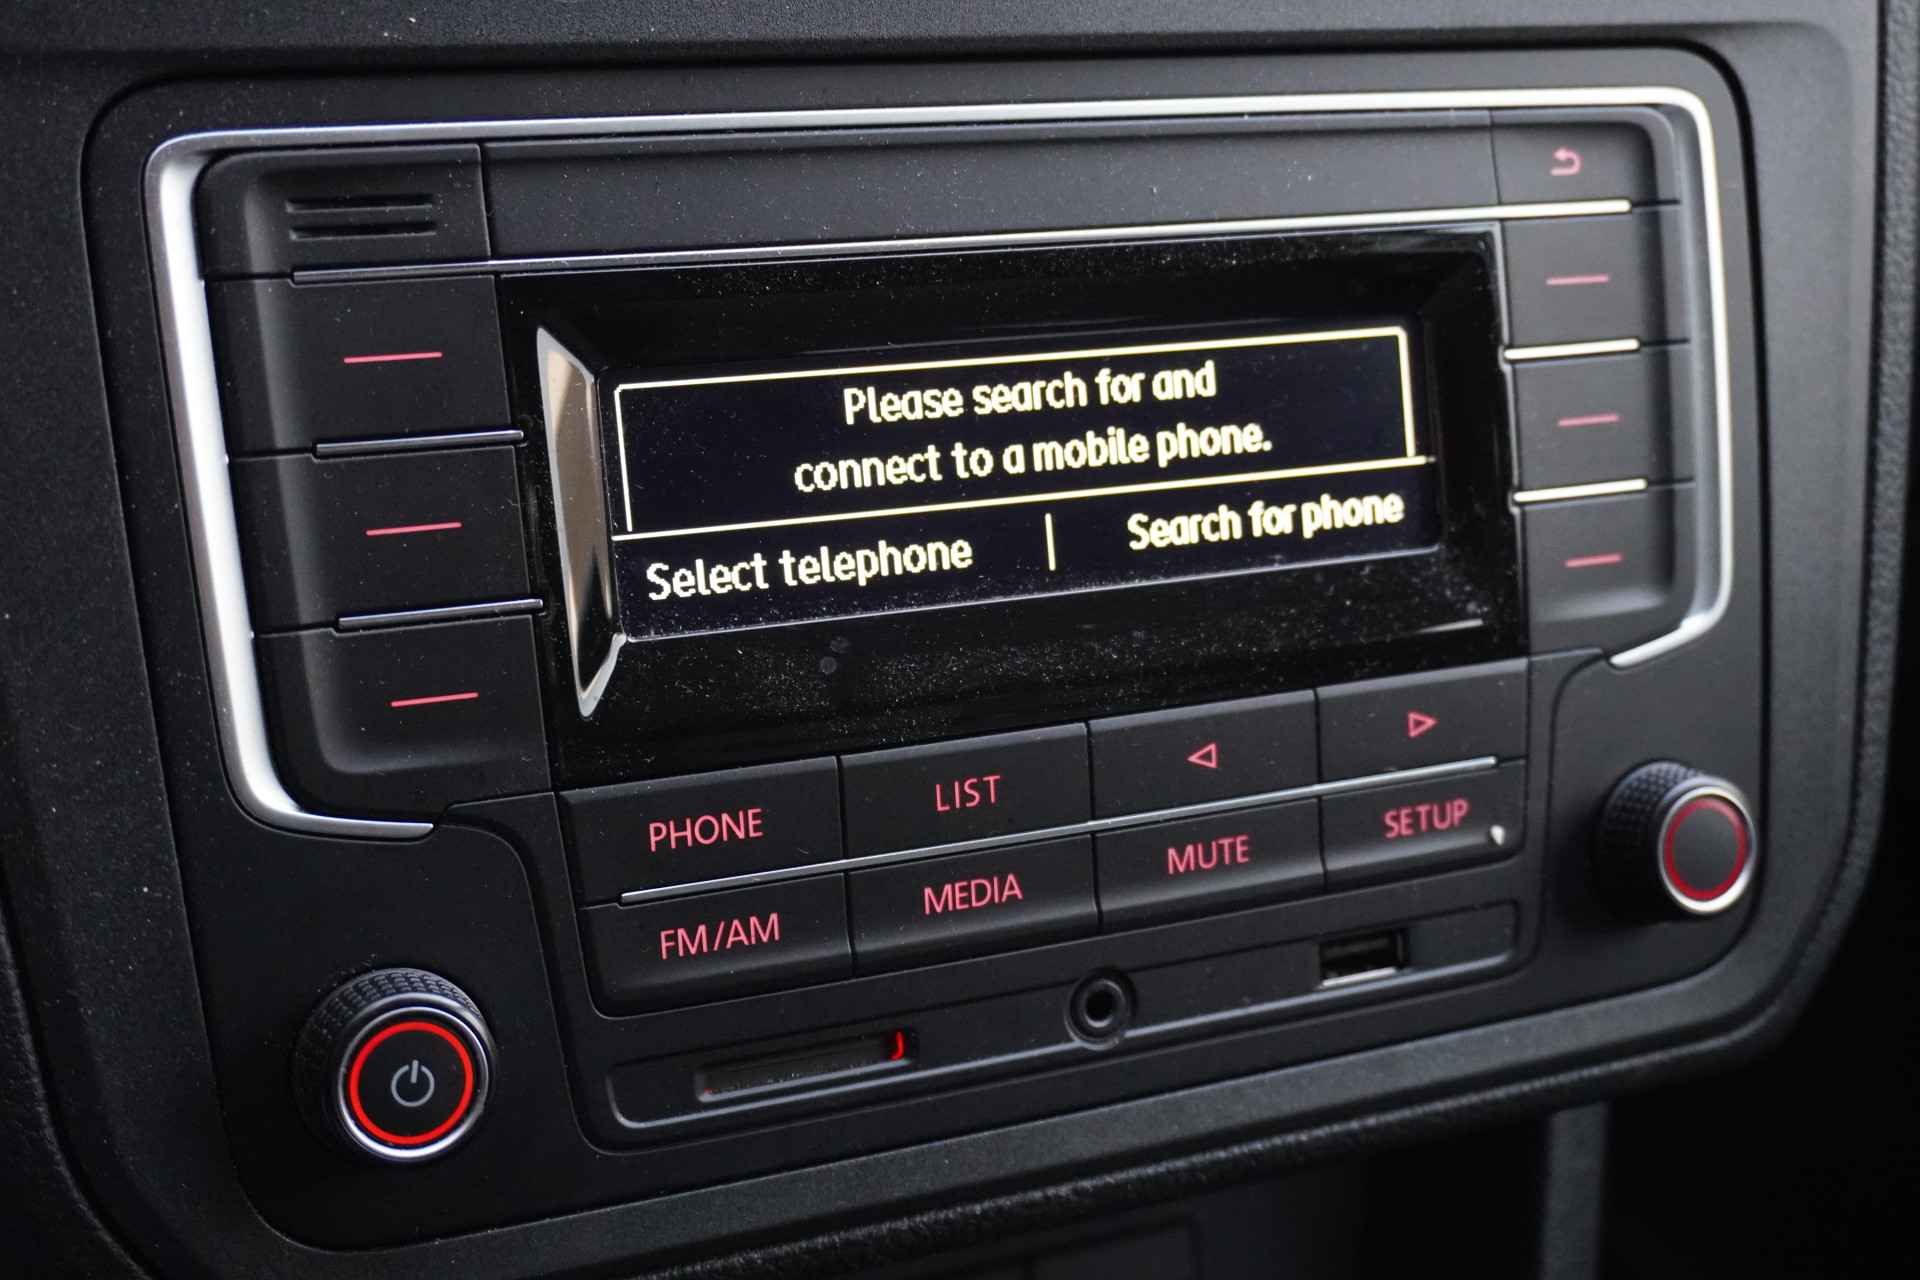 Please search for and
connect to a mobile phone.
Select telephone | Search for phone
PHONE LIST
FM/AM MEDIA MUTE SETUP